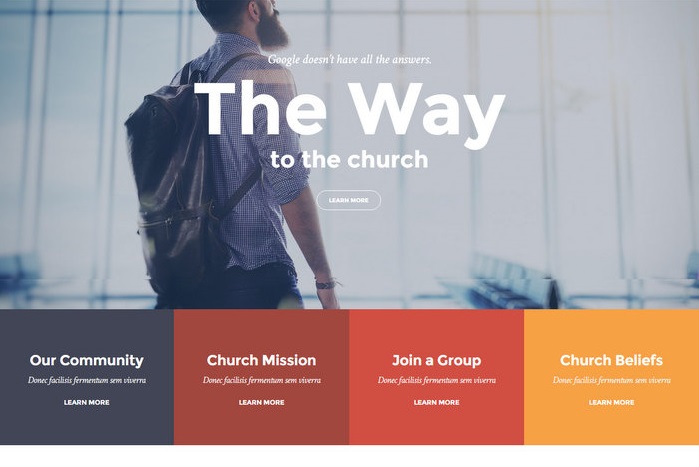 Google doesn't have all the answers.
The Way
to the church
LEARN MORE
Our Community
Donec facilisis fermentum sem viverra
LEARN MORE
Church Mission
Donec facilisis fermentum sem viverra
LEARN MORE
Join a Group
Donec facilisis fermentum sem viverra
LEARN MORE
Church Beliefs
Donec facilisis fermentum sem viverra
LEARN MORE